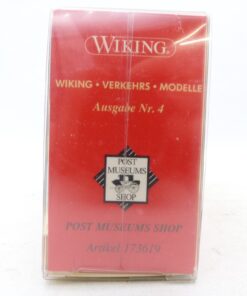 WIKING
WIKING • VERKEHRS • MODELLE
Ausgabe Nr. 4
POST
MUSEUMS
SHOP
POST MUSEUMS SHOP
Artikel 173619